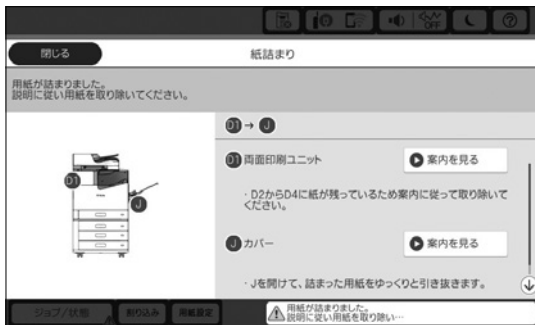 OFF
閉じる
紙詰まり
用紙が詰まりました。
説明に従い用紙を取り除いてください。
D1→J
D1両面印刷ユニット
案内を見る
・D2からD4に紙が残っているため案内に従って取り除いて
ください。
D1
J
Jカバー
案内を見る
・Jを開けて、詰まった用紙をゆっくりと引き抜きます。
ジョブ/状態
割り込み
用紙設定
用紙が詰まりました。
説明に従い用紙を取り除い…